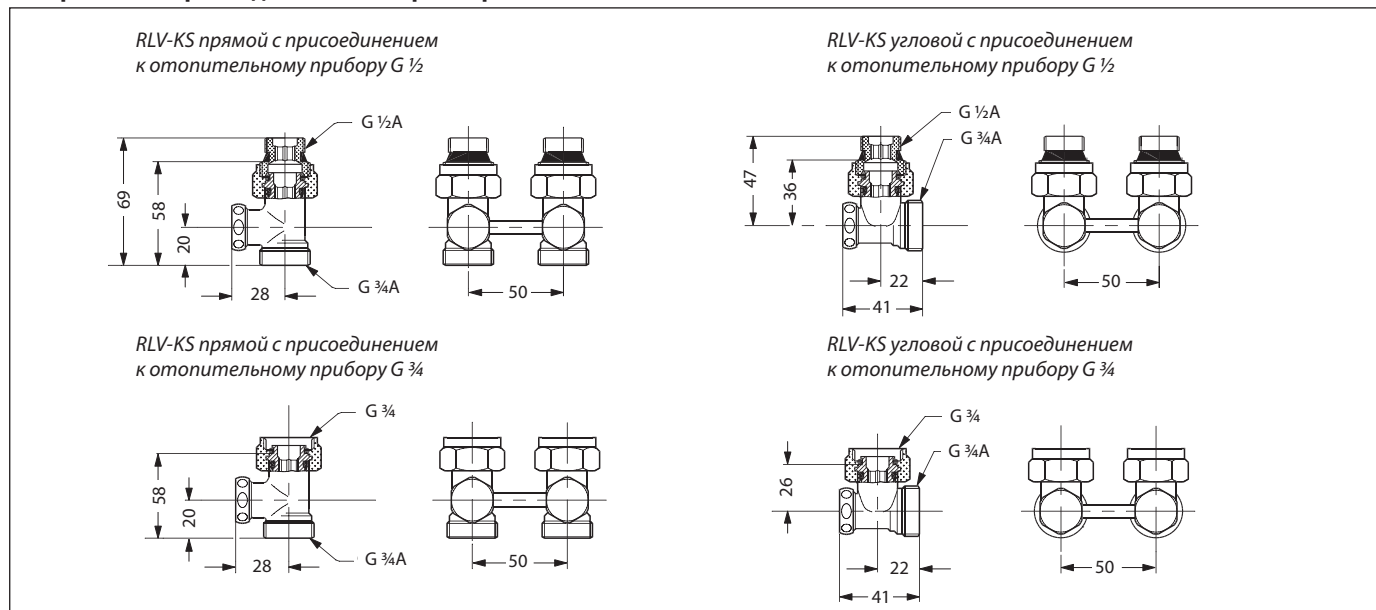 RLV-KS прямой с присоединением
к отопительному прибору G ½
G ½A
69
58
20
28
G ¾A
50
RLV-KS угловой с присоединением
к отопительному прибору G ½
G ½A
G ¾A
47
36
22
41
50
RLV-KS прямой с присоединением
к отопительному прибору G ¾
G ¾
58
20
28
G ¾A
50
RLV-KS угловой с присоединением
к отопительному прибору G ¾
G ¾
G ¾A
26
22
41
50